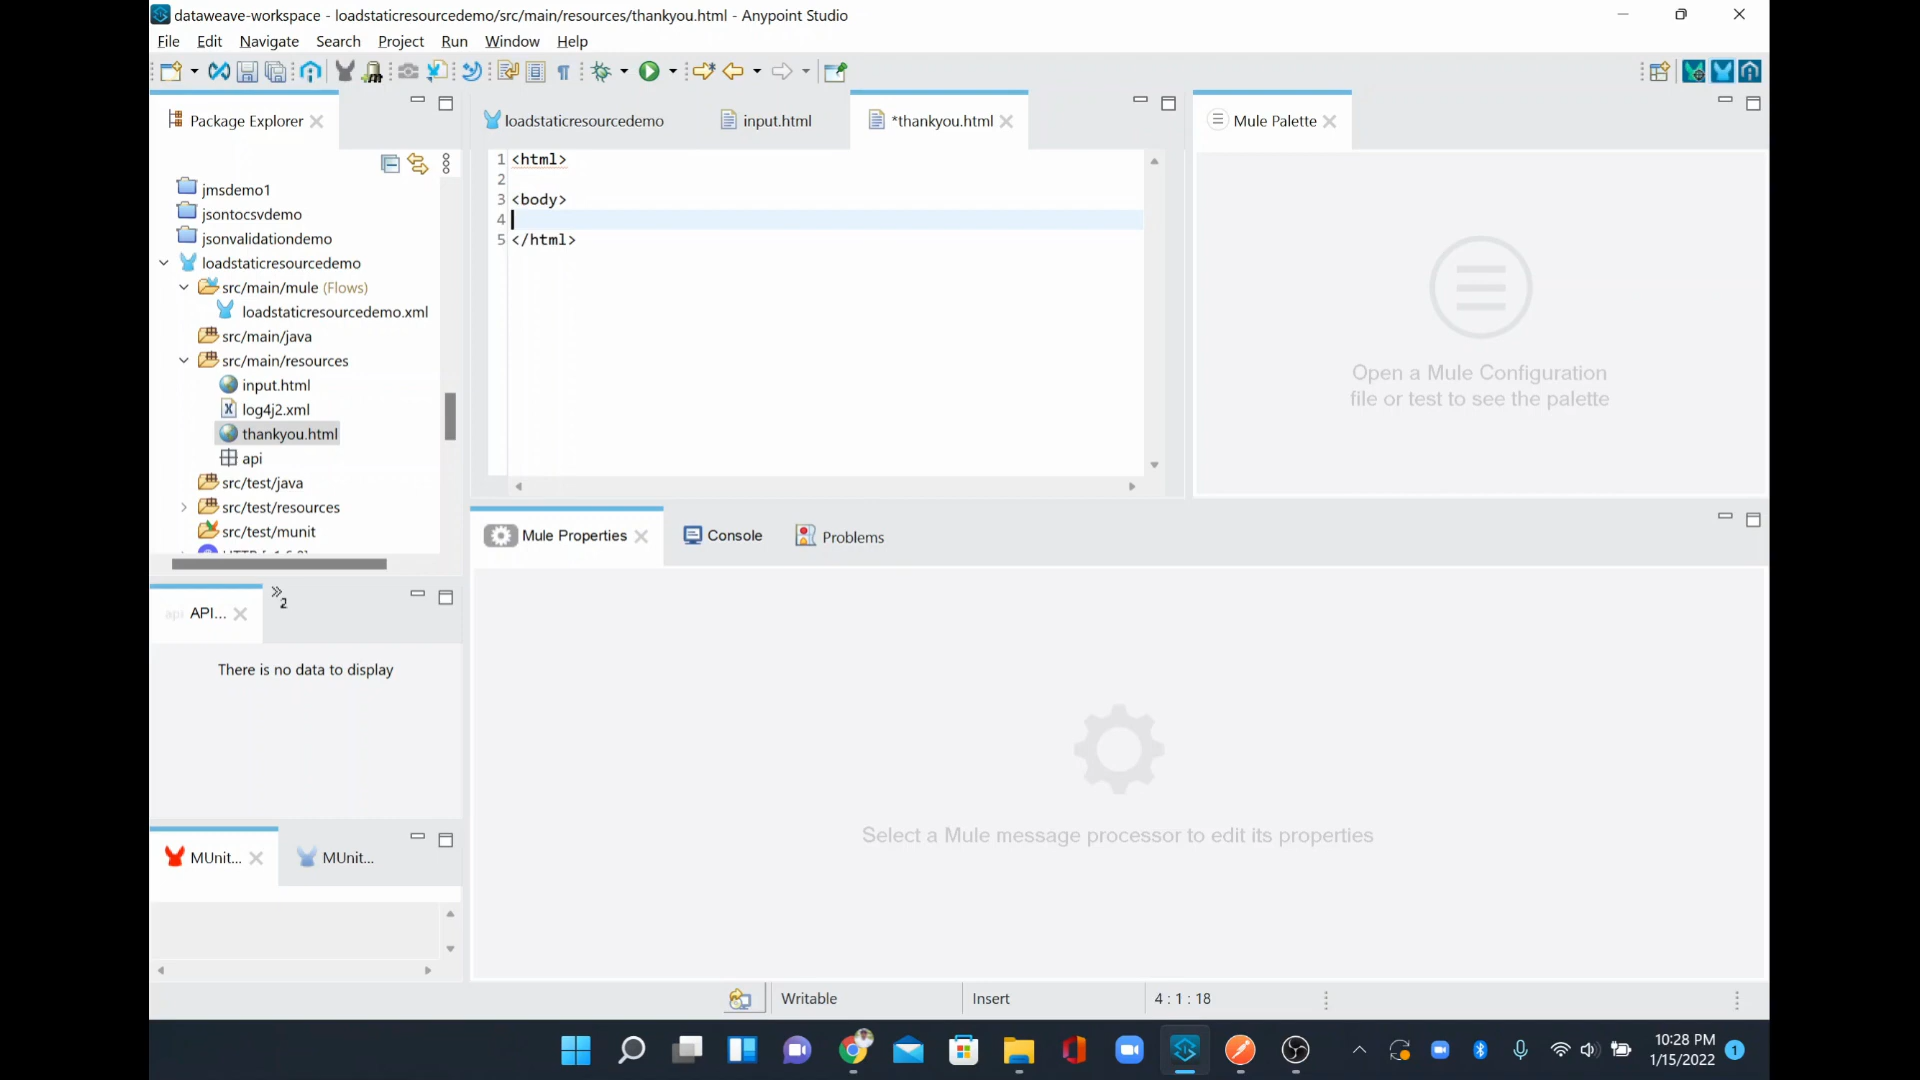 dataweave-workspace - loadstaticresourcedemo/src/main/resources/thankyou.html - Anypoint Studio
File Edit Navigate Search Project Run Window Help
Package Explorer
jmsdemo1
jsontocsvdemo
jsonvalidationdemo
loadstaticresourcedemo
src/main/mule (Flows)
loadstaticresourcedemo.xml
src/main/java
src/main/resources
input.html
log4j2.xml
thankyou.html
api
src/test/java
src/test/resources
src/test/munit
loadstaticresourcedemo input.html *thankyou.html
1 <html>
2
3 <body>
4
5 </html>
Mule Palette
Open a Mule Configuration
file or test to see the palette
api API...
2
There is no data to display
MUnit... MUnit...
Mule Properties Console Problems
Select a Mule message processor to edit its properties
Writable Insert 4 : 1 : 18
10:28 PM
1/15/2022
1